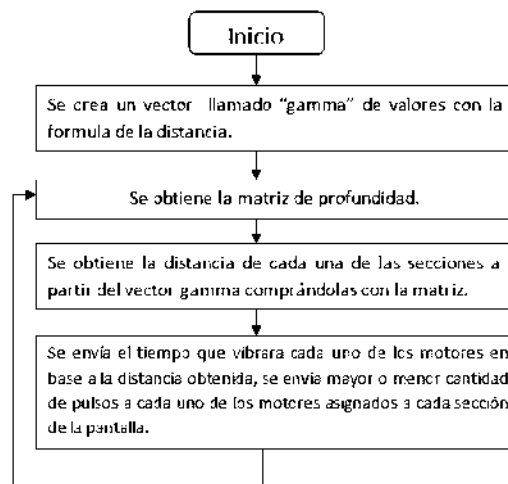 Inicio
Se crea un vector llamado “gamma” de valores con la
formula de la distancia.
Se obtiene la matriz de profundidad.
Se obtiene la distancia de cada una de las secciones a
partir del vector gamma comprándolas con la matriz.
Se envía el tiempo que vibrara cada uno de los motores en
base a la distancia obtenida, se envia mayor o menor cantidad
de pulsos a cada uno de los motores asignados a cada sección
de la pantalla.